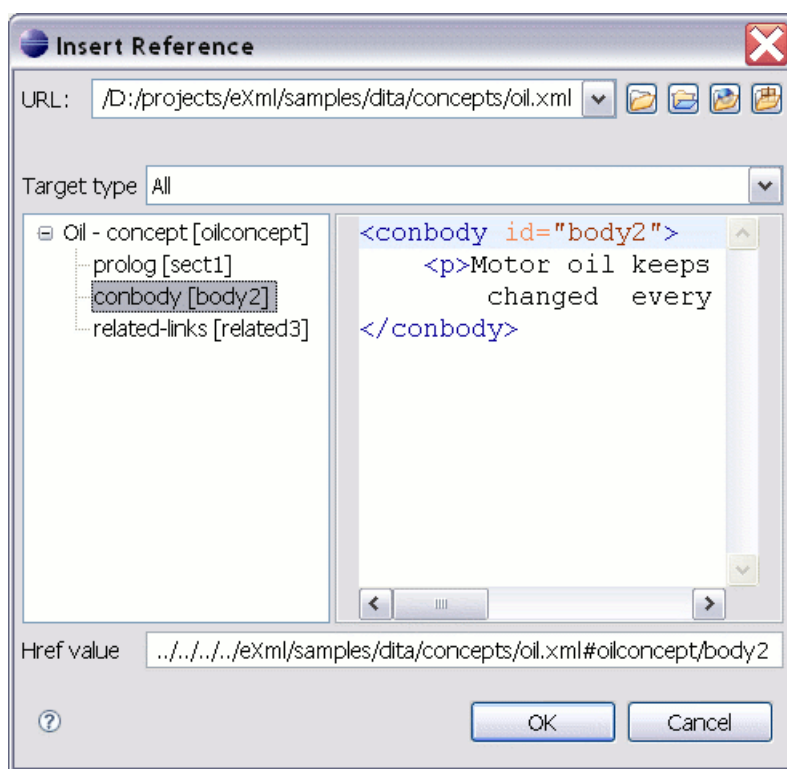 Insert Reference
URL: /D:/projects/eXml/samples/dita/concepts/oil.xml
Target type All
Oil - concept [oilconcept]
prolog [sect1]
conbody [body2]
related-links [related3]
<conbody id="body2">
<p>Motor oil keeps
changed every
</conbody>
Href value ../../../../eXml/samples/dita/concepts/oil.xml#oilconcept/body2
? OK Cancel